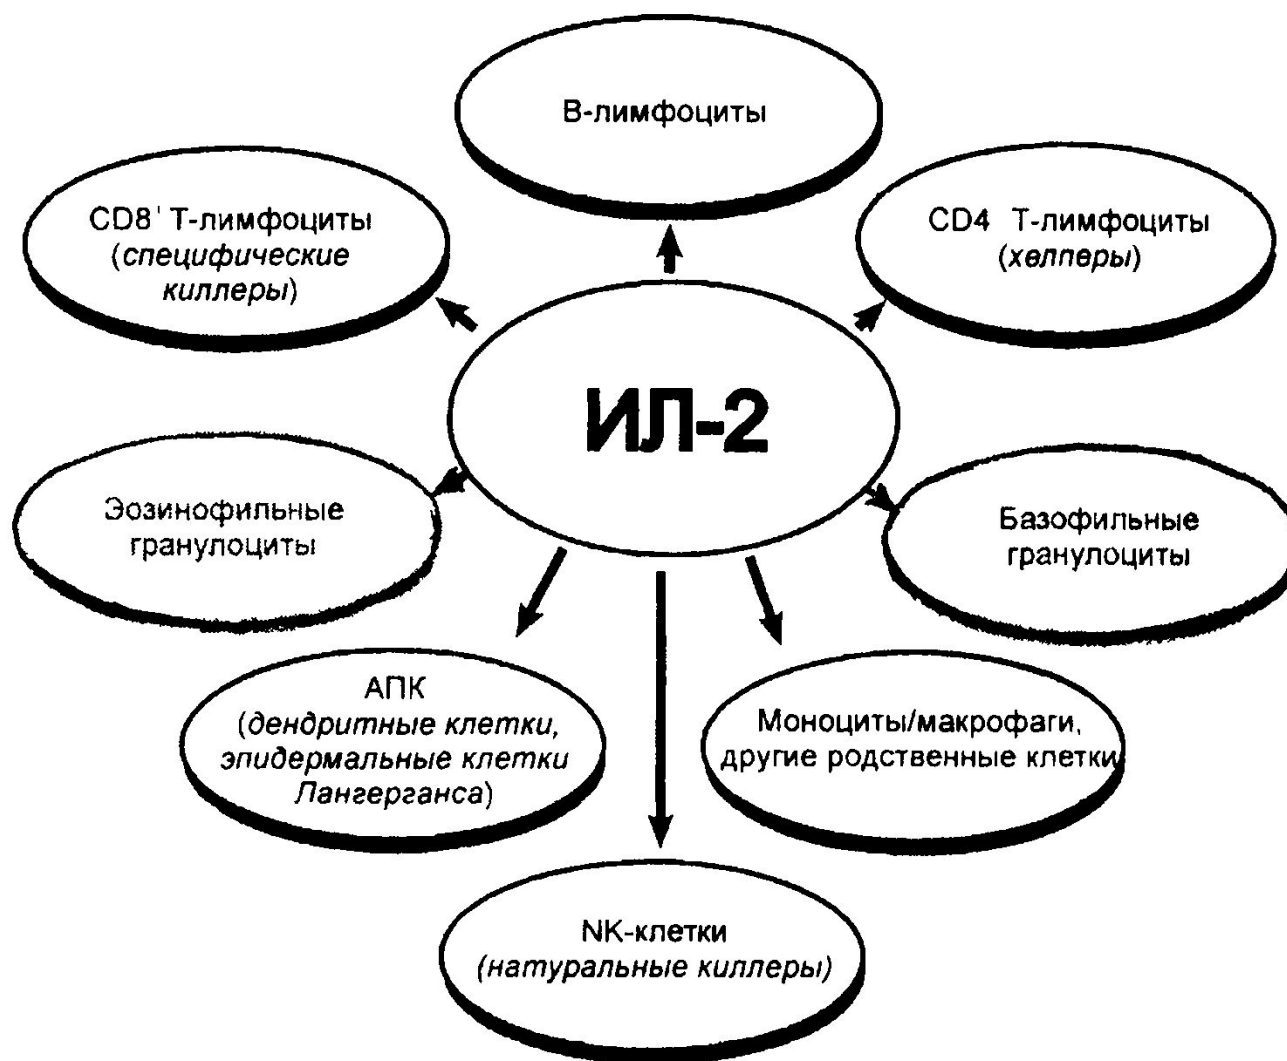 В-лимфоциты
CD8' Т-лимфоциты
(специфические
киллеры)
CD4 Т-лимфоциты
(хелперы)
ИЛ-2
Эозинофильные
гранулоциты
Базофильные
гранулоциты
АПК
(дендритные клетки,
эпидермальные клетки
Лангерганса)
Моноциты/макрофаги,
другие родственные клетки
NK-клетки
(натуральные киллеры)